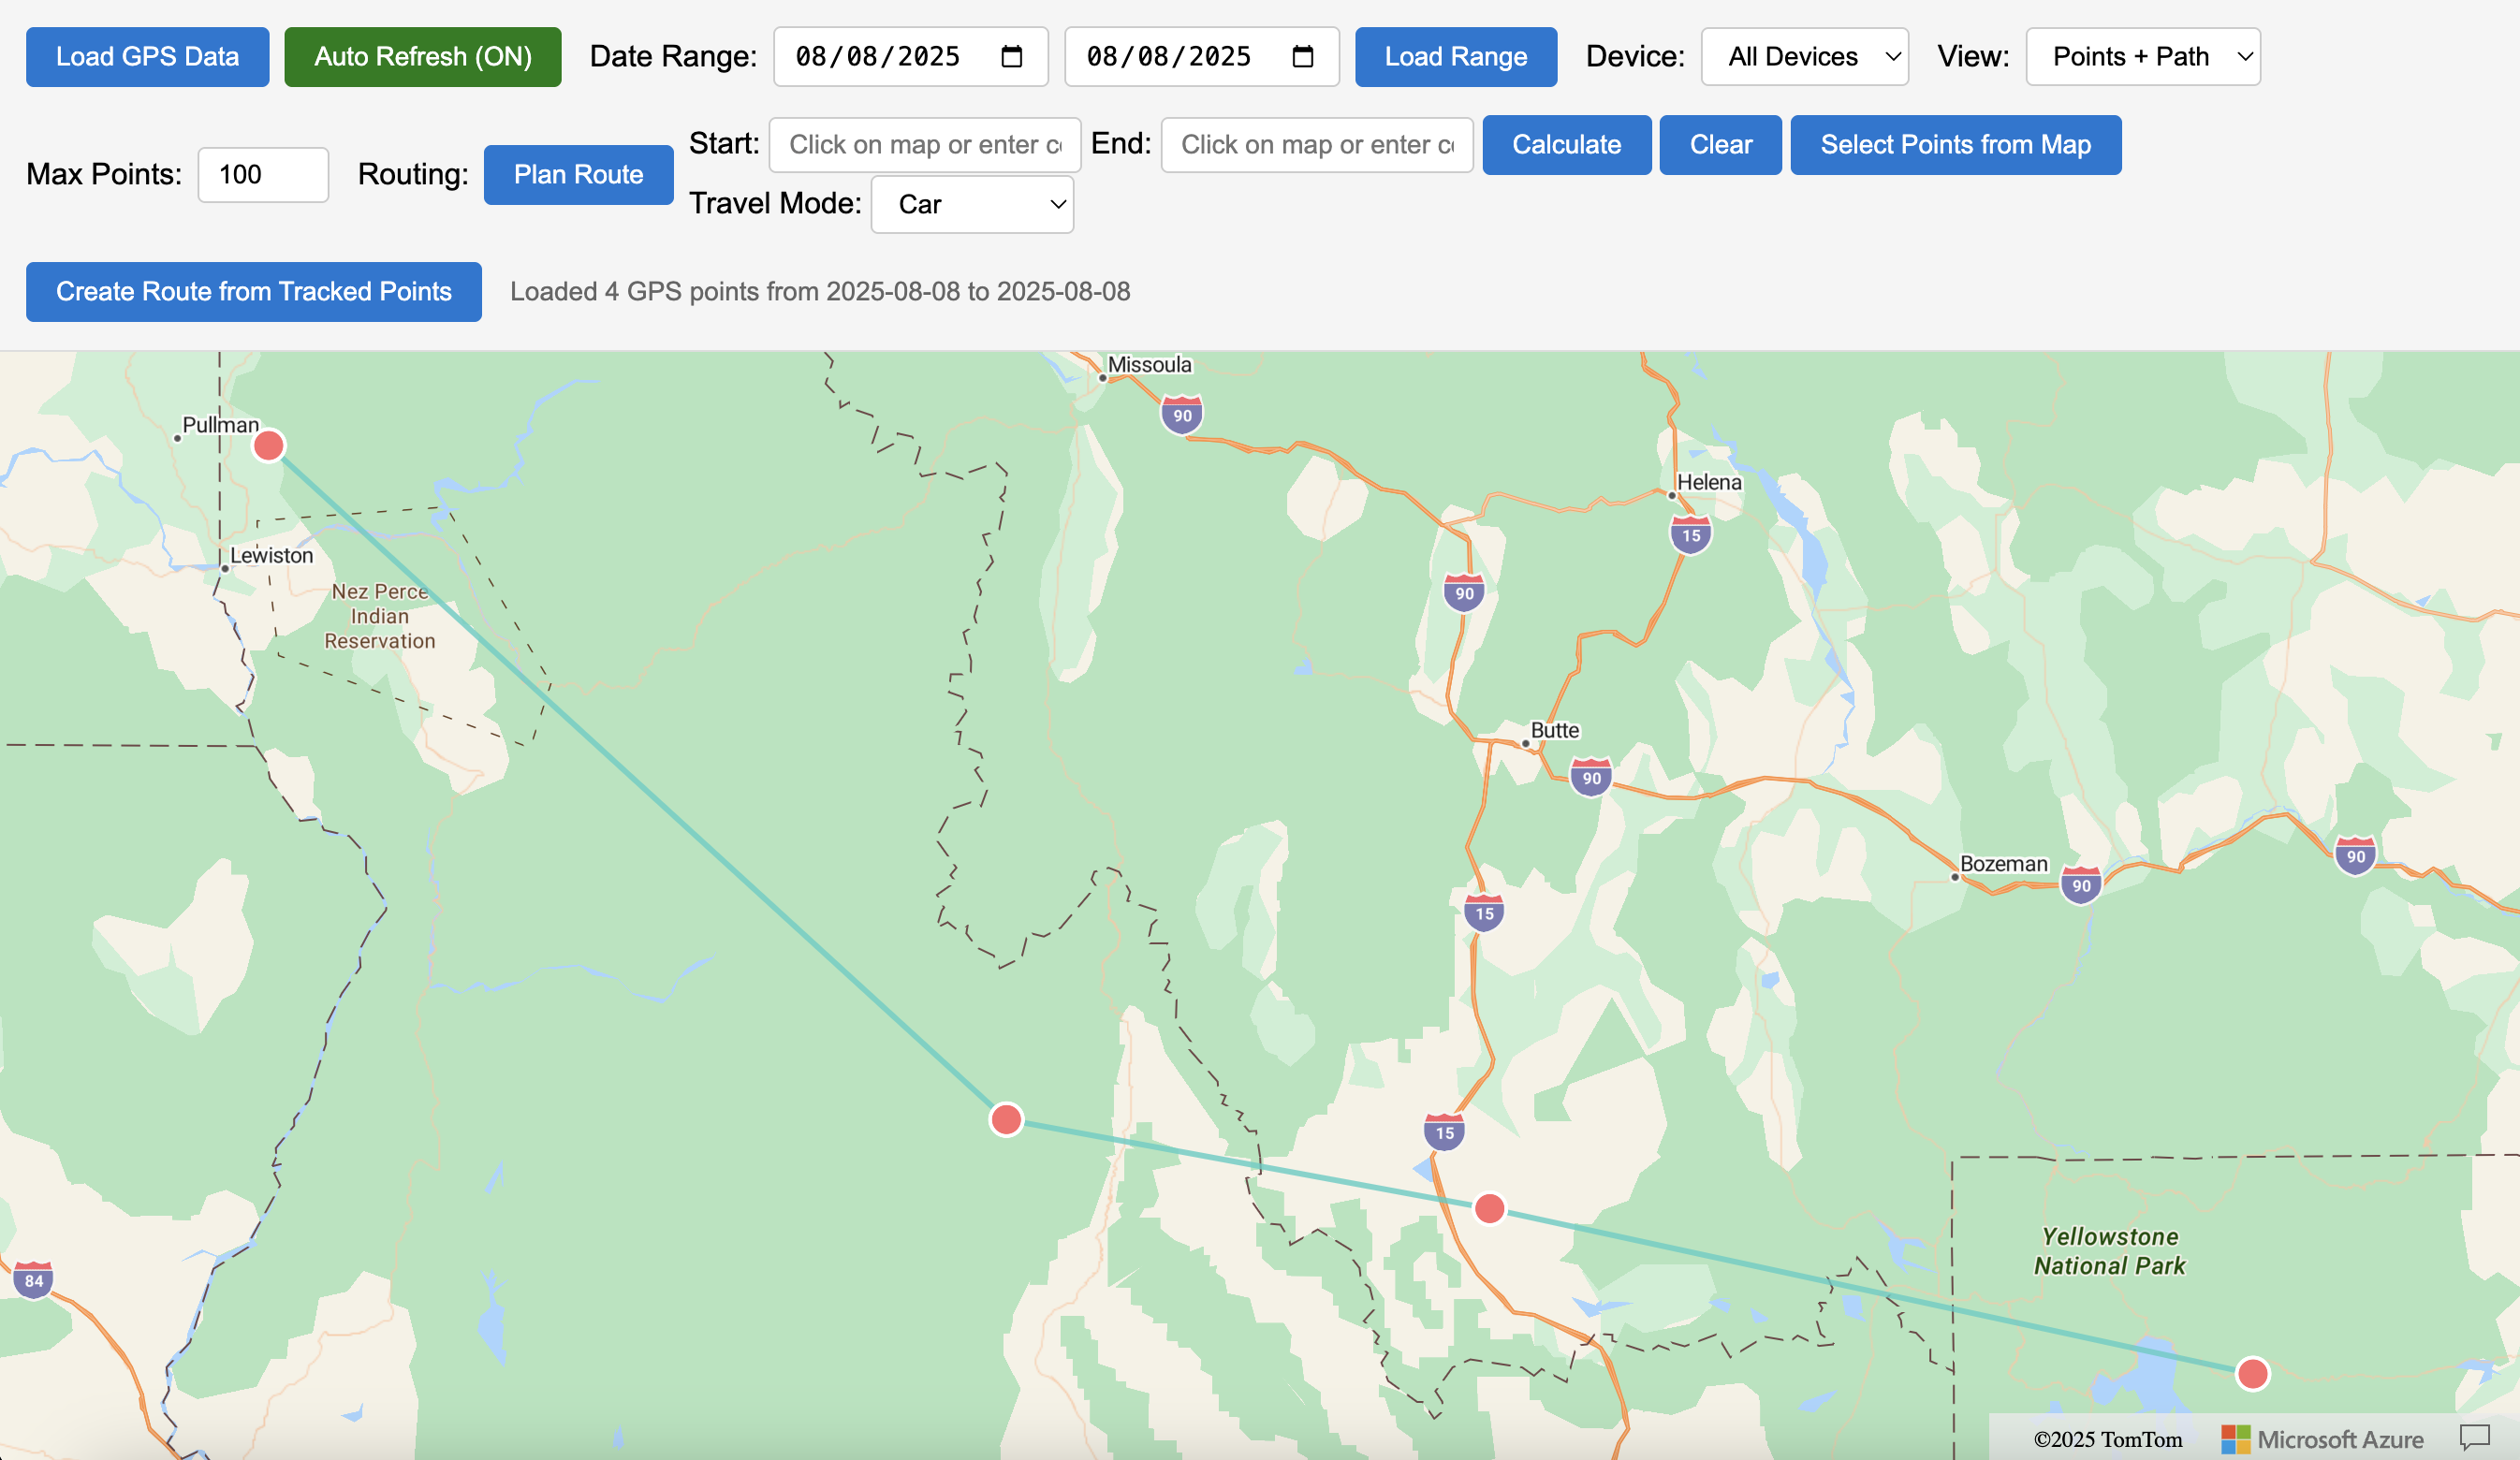 Load GPS Data
Auto Refresh (ON)
Date Range:
08/08/2025
08/08/2025
Load Range
Device:
All Devices
View:
Points + Path
Max Points:
100
Routing:
Plan Route
Start:
Click on map or enter c
End:
Click on map or enter c
Calculate
Clear
Select Points from Map
Travel Mode:
Car
Create Route from Tracked Points
Loaded 4 GPS points from 2025-08-08 to 2025-08-08
Missoula
90
Pullman
Helena
15
Lewiston
90
Nez Perce
Indian
Reservation
Butte
90
Bozeman
90
90
15
15
Yellowstone
National Park
84
©2025 TomTom
Microsoft Azure